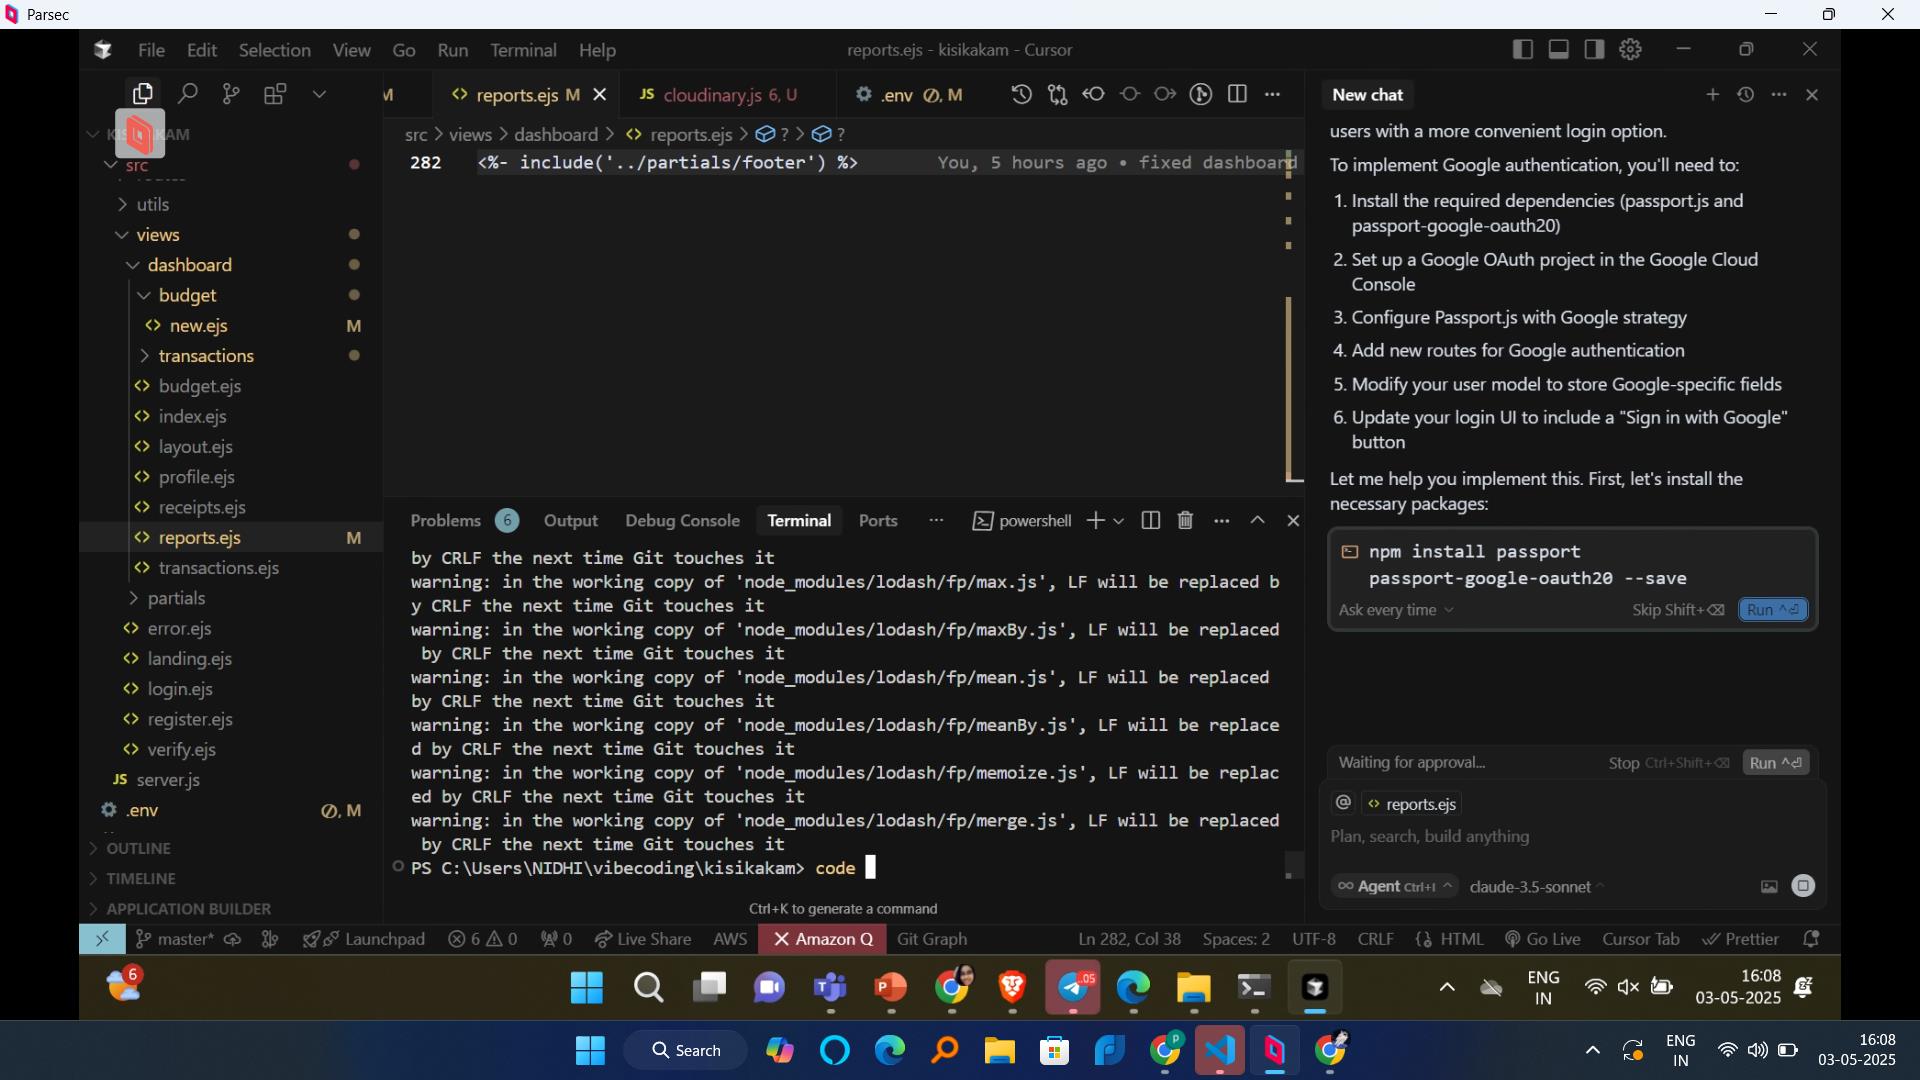 Parsec
File Edit Selection View Go Run Terminal Help
reports.ejs - kisikakam - Cursor
M
reports.ejs M
JS cloudinary.js 6, U
.env M
New chat
src > views > dashboard > reports.ejs > ? > ?
282 <%- include('../partials/footer') %> You, 5 hours ago • fixed dashboard
src
utils
views
dashboard
budget
new.ejs M
transactions
budget.ejs
index.ejs
layout.ejs
profile.ejs
receipts.ejs
reports.ejs M
transactions.ejs
partials
error.ejs
landing.ejs
login.ejs
register.ejs
verify.ejs
JS server.js
.env M
OUTLINE
TIMELINE
APPLICATION BUILDER
Problems 6 Output Debug Console Terminal Ports
powershell
by CRLF the next time Git touches it
warning: in the working copy of 'node_modules/lodash/fp/max.js', LF will be replaced b
y CRLF the next time Git touches it
warning: in the working copy of 'node_modules/lodash/fp/maxBy.js', LF will be replaced
by CRLF the next time Git touches it
warning: in the working copy of 'node_modules/lodash/fp/mean.js', LF will be replaced
by CRLF the next time Git touches it
warning: in the working copy of 'node_modules/lodash/fp/meanBy.js', LF will be replace
d by CRLF the next time Git touches it
warning: in the working copy of 'node_modules/lodash/fp/memoize.js', LF will be replac
ed by CRLF the next time Git touches it
warning: in the working copy of 'node_modules/lodash/fp/merge.js', LF will be replaced
by CRLF the next time Git touches it
PS C:\Users\NIDHI\vibecoding\kisikakam> code
Ctrl+K to generate a command
users with a more convenient login option.
To implement Google authentication, you'll need to:
1. Install the required dependencies (passport.js and
passport-google-oauth20)
2. Set up a Google OAuth project in the Google Cloud
Console
3. Configure Passport.js with Google strategy
4. Add new routes for Google authentication
5. Modify your user model to store Google-specific fields
6. Update your login UI to include a "Sign in with Google"
button
Let me help you implement this. First, let's install the
necessary packages:
npm install passport
passport-google-oauth20 --save
Ask every time Skip Shift+⌫ Run ^⏎
Waiting for approval... Stop Ctrl+Shift+⌫ Run ^⏎
@ reports.ejs
Plan, search, build anything
∞ Agent Ctrl+I claude-3.5-sonnet
master* Launchpad 6 0 0 Live Share AWS Amazon Q Git Graph Ln 282, Col 38 Spaces: 2 UTF-8 CRLF HTML Go Live Cursor Tab Prettier
6
.05
ENG
IN
16:08
03-05-2025
Search
ENG
IN
16:08
03-05-2025